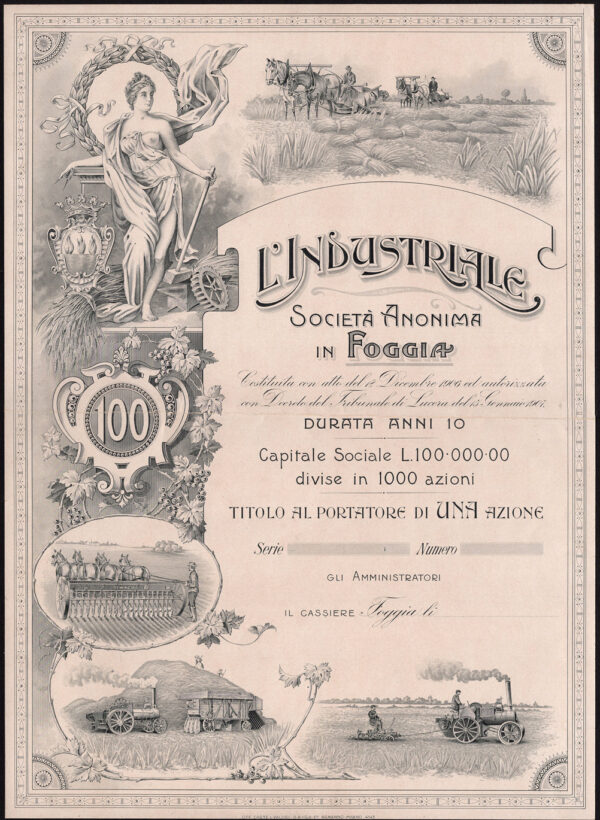 L'INDUSTRIALE
SOCIETÀ ANONIMA
IN FOGGIA
Costituita con atto del 12 Dicembre 1906 ed autorizzata
con Decreto del Tribunale di Lucera del 15 Gennaio 1907.
DURATA ANNI 10
Capitale Sociale L.100·000·00
divise in 1000 azioni
100
TITOLO AL PORTATORE DI UNA AZIONE
Serie Numero
GLI AMMINISTRATORI
IL CASSIERE Foggia lì